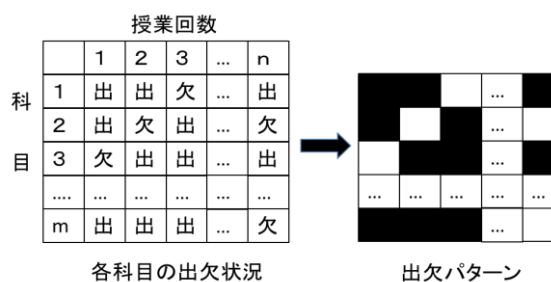 授業回数
1 2 3 ... n
科目
1 出 出 欠 ... 出
2 出 欠 出 ... 欠
3 欠 出 出 ... 出
.... ... ... ... ... ...
m 出 出 出 ... 欠
各科目の出欠状況
...
...
...
... ... ... ... ...
...
出欠パターン